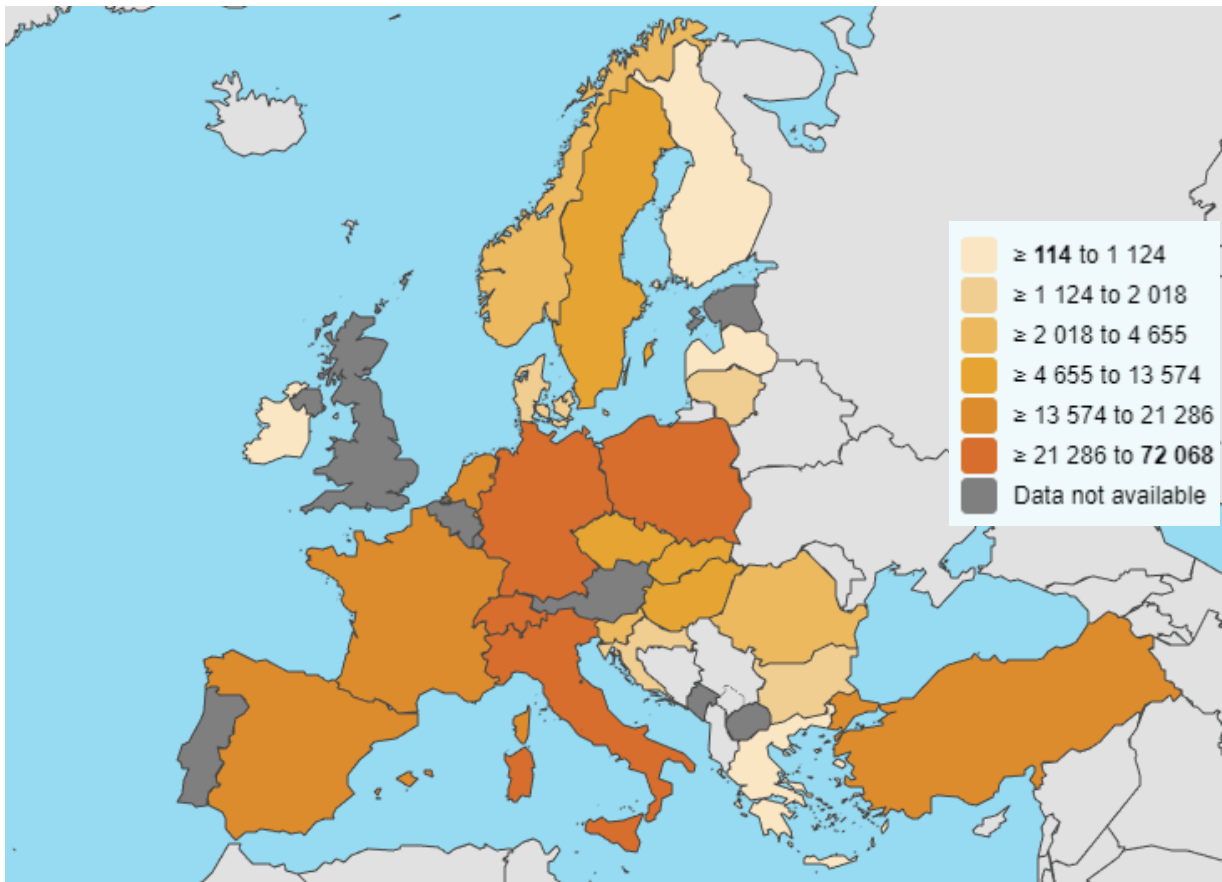 ≥ 114 to 1 124
≥ 1 124 to 2 018
≥ 2 018 to 4 655
≥ 4 655 to 13 574
≥ 13 574 to 21 286
≥ 21 286 to 72 068
Data not available